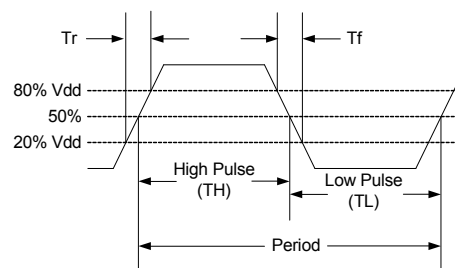 Tr
Tf
80% Vdd
50%
20% Vdd
High Pulse
(TH)
Low Pulse
(TL)
Period